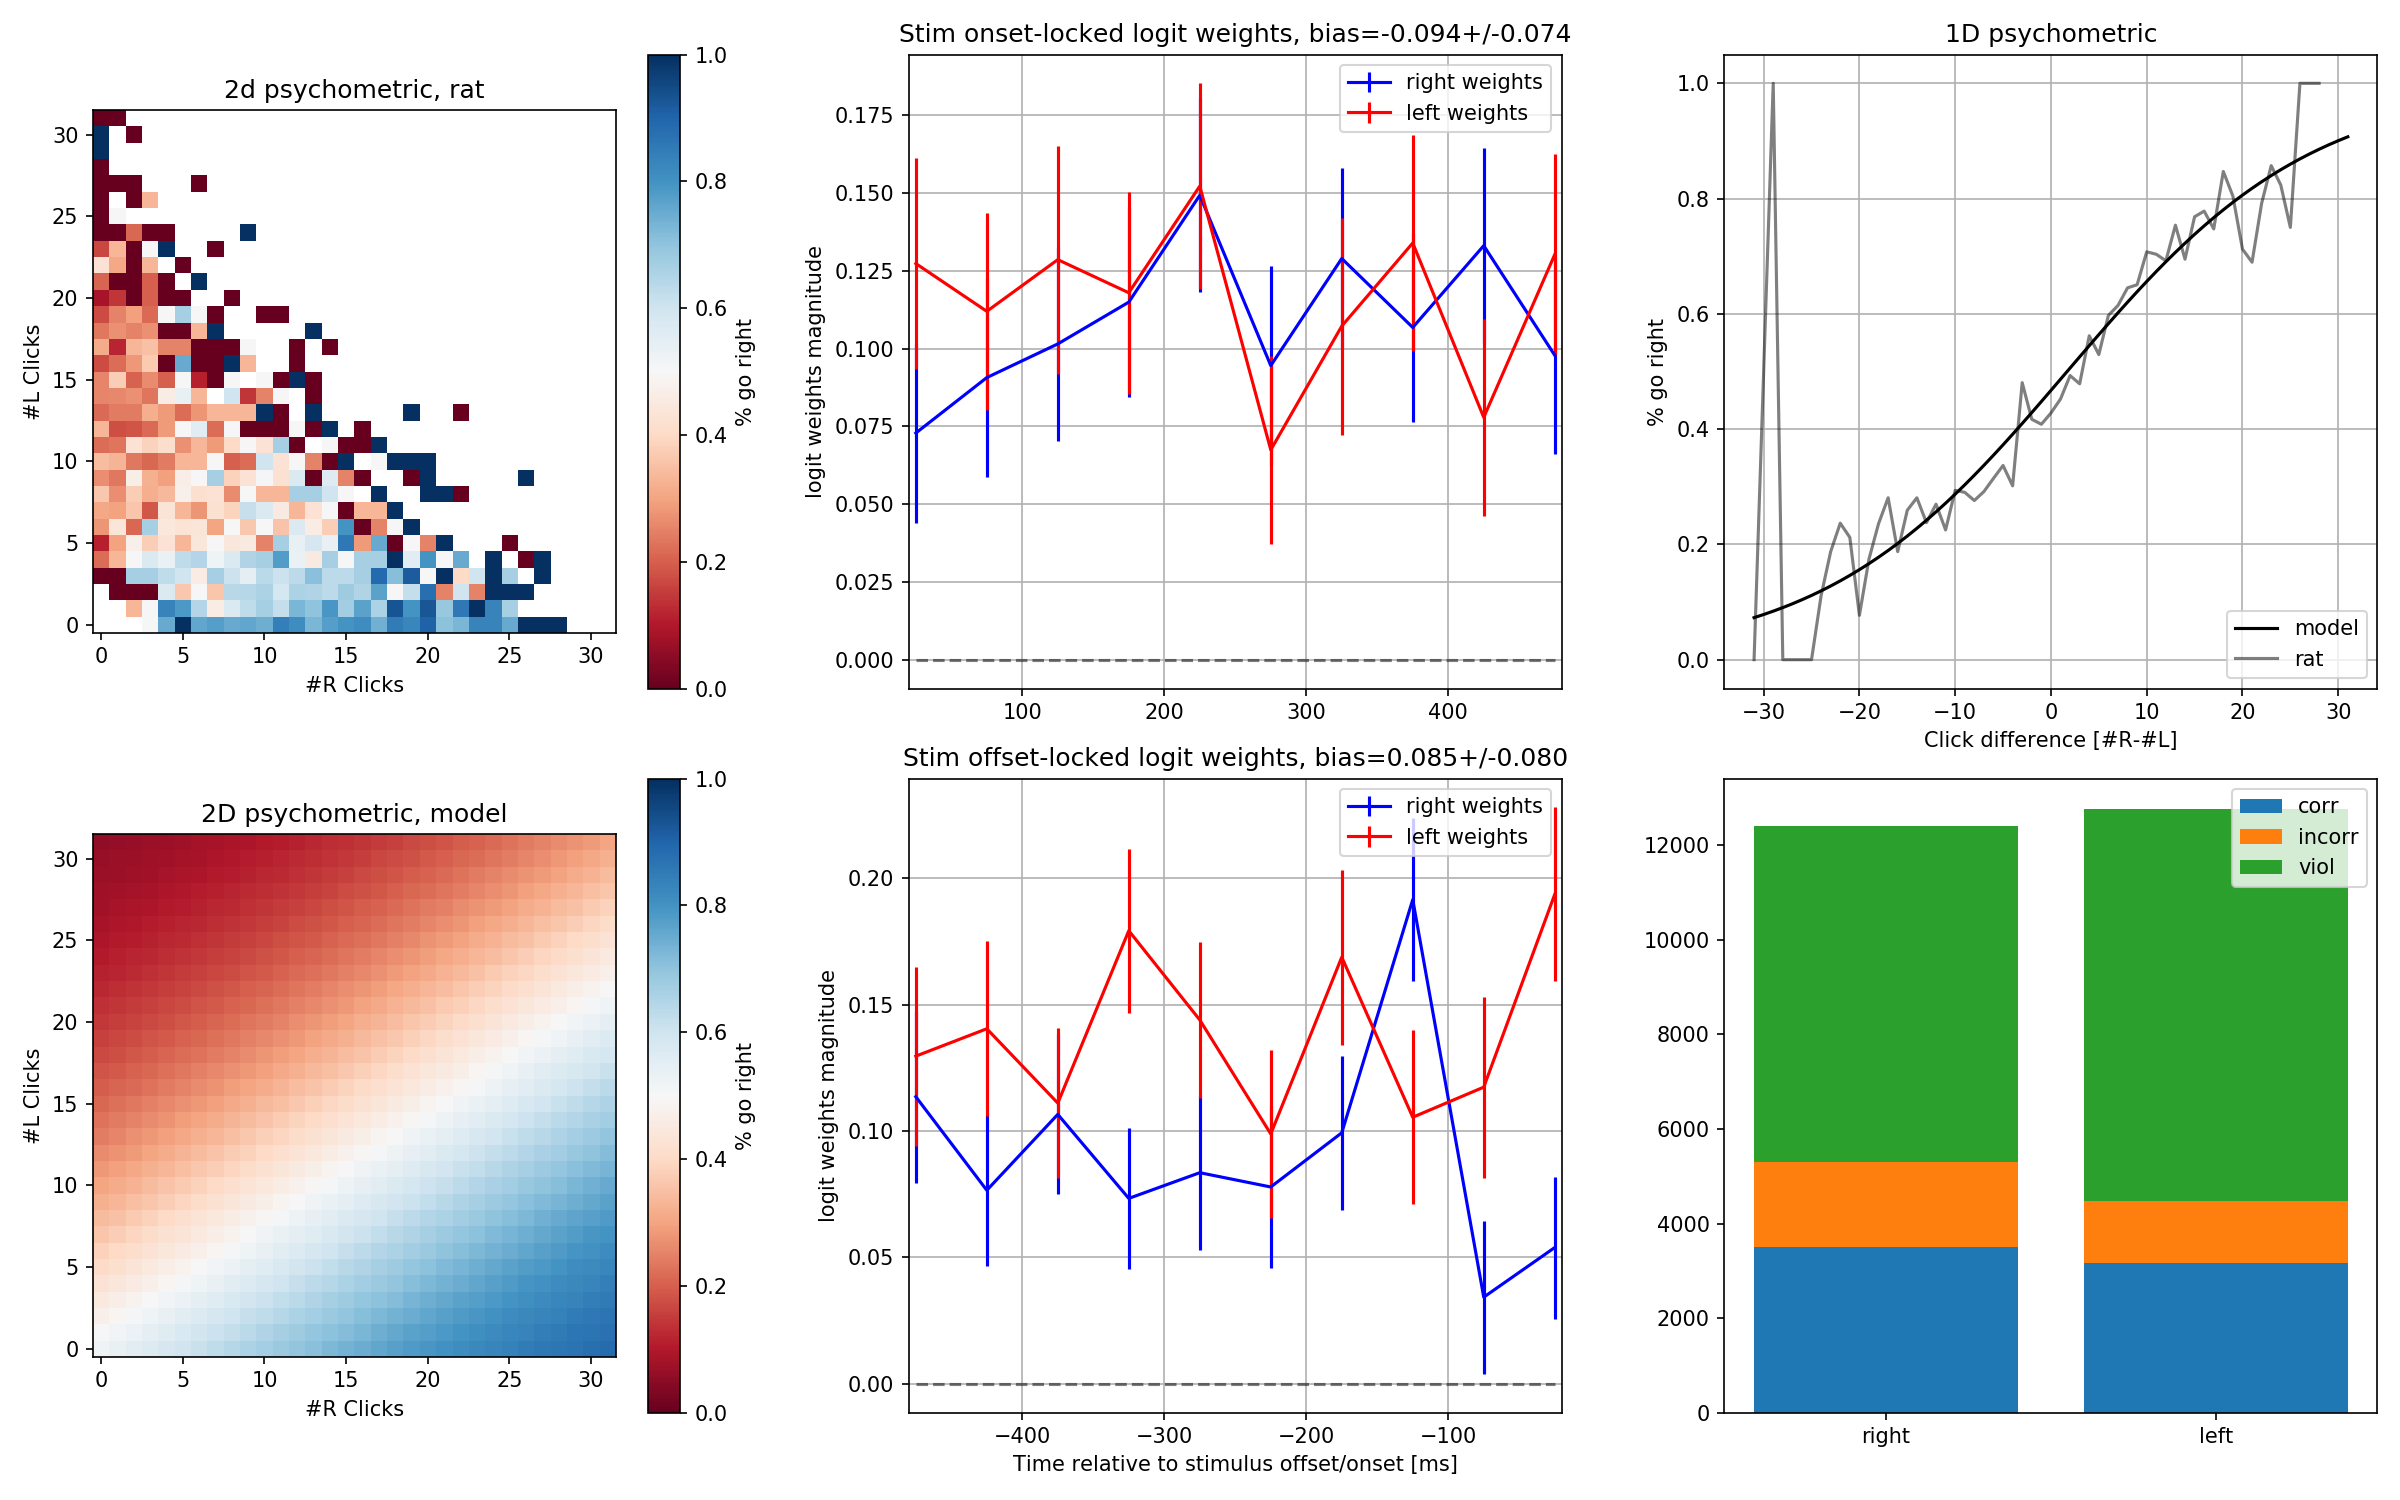 2d psychometric, rat
30
25
20
15
10
5
0
#L Clicks
0 5 10 15 20 25 30
#R Clicks
1.0
0.8
0.6
0.4
0.2
0.0
% go right
Stim onset-locked logit weights, bias=-0.094+/-0.074
right weights
left weights
0.175
0.150
0.125
0.100
0.075
0.050
0.025
0.000
logit weights magnitude
100 200 300 400
1D psychometric
1.0
0.8
0.6
0.4
0.2
0.0
% go right
model
rat
−30 −20 −10 0 10 20 30
Click difference [#R-#L]
2D psychometric, model
30
25
20
15
10
5
0
#L Clicks
0 5 10 15 20 25 30
#R Clicks
1.0
0.8
0.6
0.4
0.2
0.0
% go right
Stim offset-locked logit weights, bias=0.085+/-0.080
right weights
left weights
0.20
0.15
0.10
0.05
0.00
logit weights magnitude
−400 −300 −200 −100
Time relative to stimulus offset/onset [ms]
corr
incorr
viol
12000
10000
8000
6000
4000
2000
0
right left